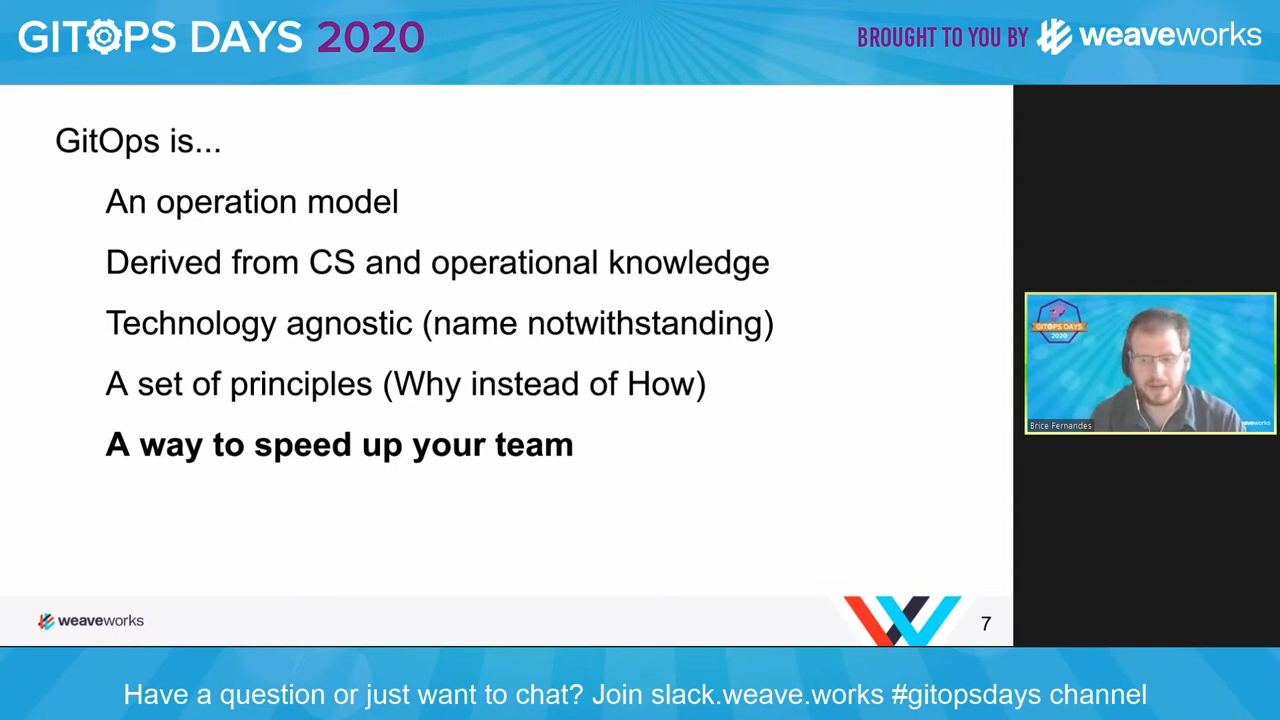 GITOPS DAYS 2020
BROUGHT TO YOU BY weaveworks
GitOps is...
An operation model
Derived from CS and operational knowledge
Technology agnostic (name notwithstanding)
A set of principles (Why instead of How)
A way to speed up your team
GITOPS DAYS
2020
Brice Fernandes
weaveworks
7
Have a question or just want to chat? Join slack.weave.works #gitopsdays channel